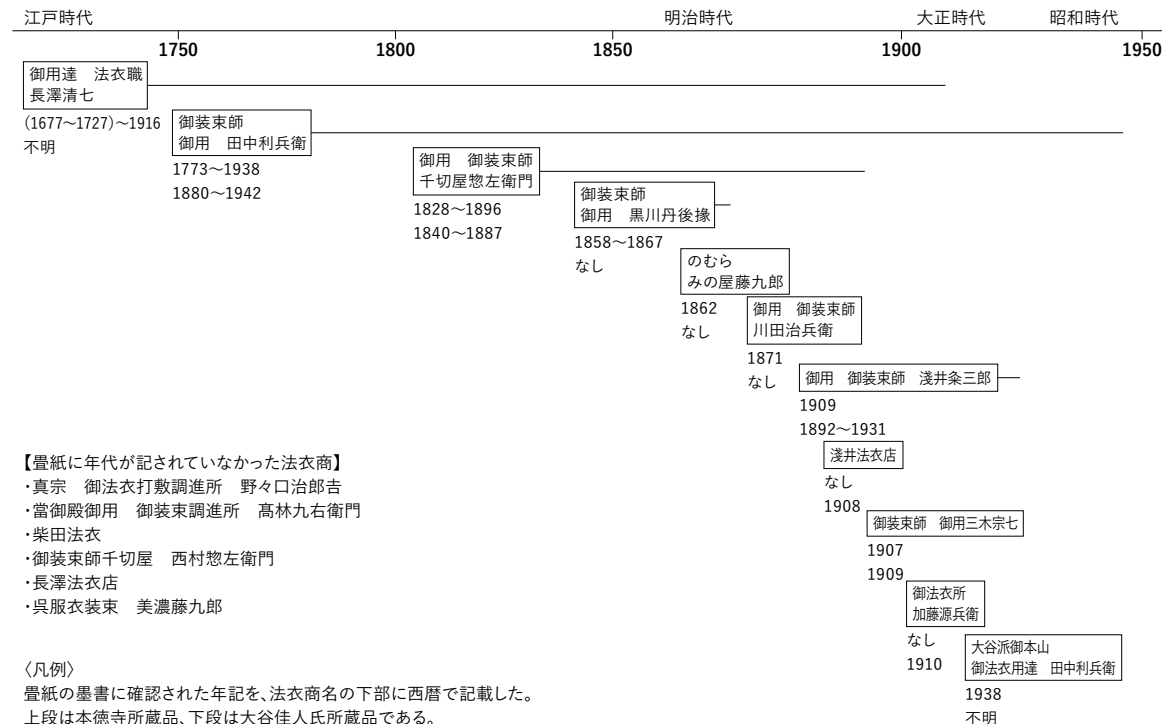 江戸時代　明治時代　大正時代　昭和時代
1750　1800　1850　1900　1950
御用達　法衣職
長澤清七
(1677〜1727)〜1916
不明
御装束師
御用　田中利兵衛
1773〜1938
1880〜1942
御用　御装束師
千切屋惣左衛門
1828〜1896
1840〜1887
御装束師
御用　黒川丹後掾
1858〜1867
なし
のむら
みの屋藤九郎
1862
なし
御用　御装束師
川田治兵衛
1871
なし
御用　御装束師　淺井粂三郎
1909
1892〜1931
淺井法衣店
なし
1908
御装束師　御用三木宗七
1907
1909
御法衣所
加藤源兵衛
なし
1910
大谷派御本山
御法衣用達　田中利兵衛
1938
不明
【畳紙に年代が記されていなかった法衣商】
・真宗　御法衣打敷調進所　野々口治郎𠮷
・當御殿御用　御装束調進所　髙林九右衛門
・柴田法衣
・御装束師千切屋　西村惣左衛門
・長澤法衣店
・呉服衣装束　美濃藤九郎
〈凡例〉
畳紙の墨書に確認された年記を、法衣商名の下部に西暦で記載した。
上段は本徳寺所蔵品、下段は大谷佳人氏所蔵品である。